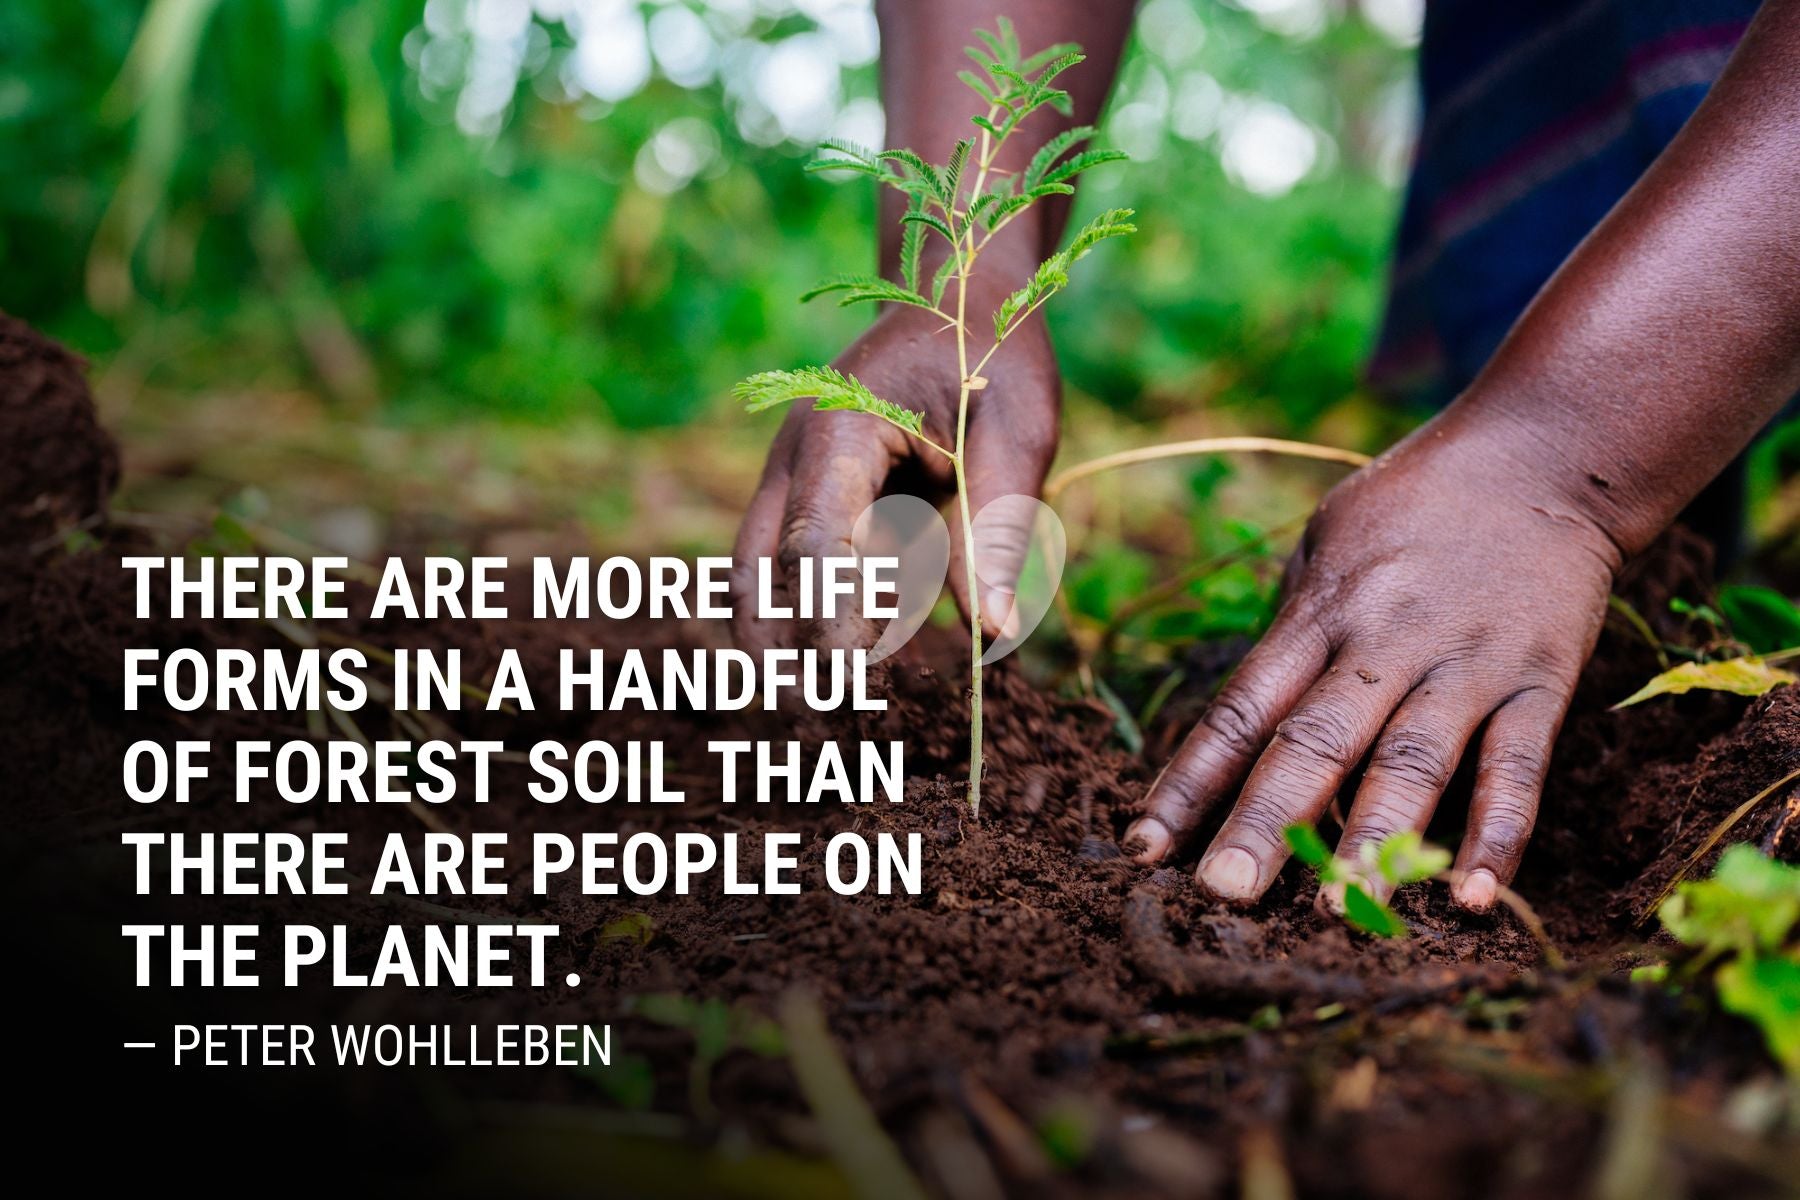 THERE ARE MORE LIFE
FORMS IN A HANDFUL
OF FOREST SOIL THAN
THERE ARE PEOPLE ON
THE PLANET.
– PETER WOHLLEBEN